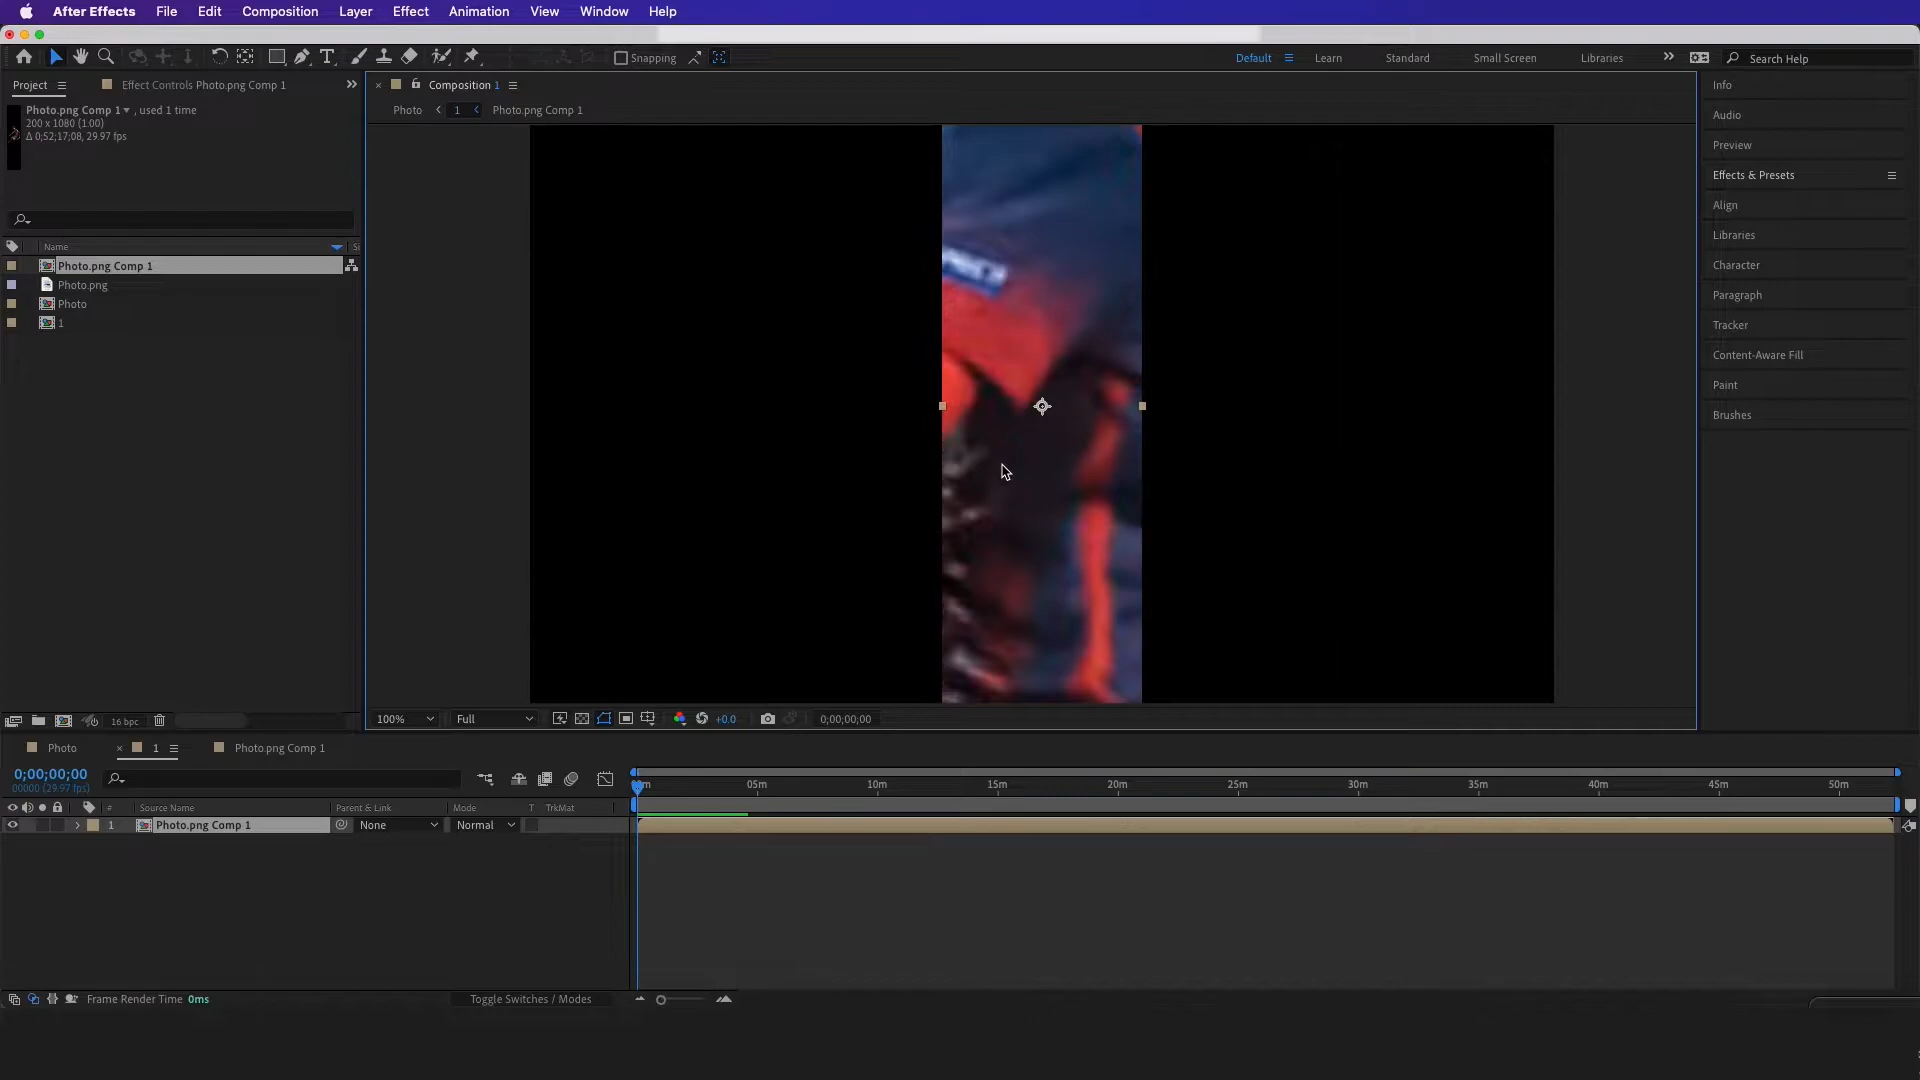 After Effects File Edit Composition Layer Effect Animation View Window Help
Snapping Default Learn Standard Small Screen Libraries Search Help
Project Effect Controls Photo.png Comp 1
Composition 1
Info
Photo.png Comp 1 , used 1 time
Photo 1 Photo.png Comp 1
Audio
200 x 1080 (1.00)
Δ 0;52;17;08, 29.97 fps
Preview
Effects & Presets
Align
Libraries
Name Si
Photo.png Comp 1
Character
Photo.png
Paragraph
Photo
1
Tracker
Content-Aware Fill
Paint
Brushes
16 bpc
100% Full +0.0 0;00;00;00
Photo 1 Photo.png Comp 1
0;00;00;00
00000 (29.97 fps)
05m 10m 15m 20m 25m 30m 35m 40m 45m 50m
# Source Name Parent & Link Mode T TrkMat
1 Photo.png Comp 1 None Normal
Frame Render Time 0ms Toggle Switches / Modes